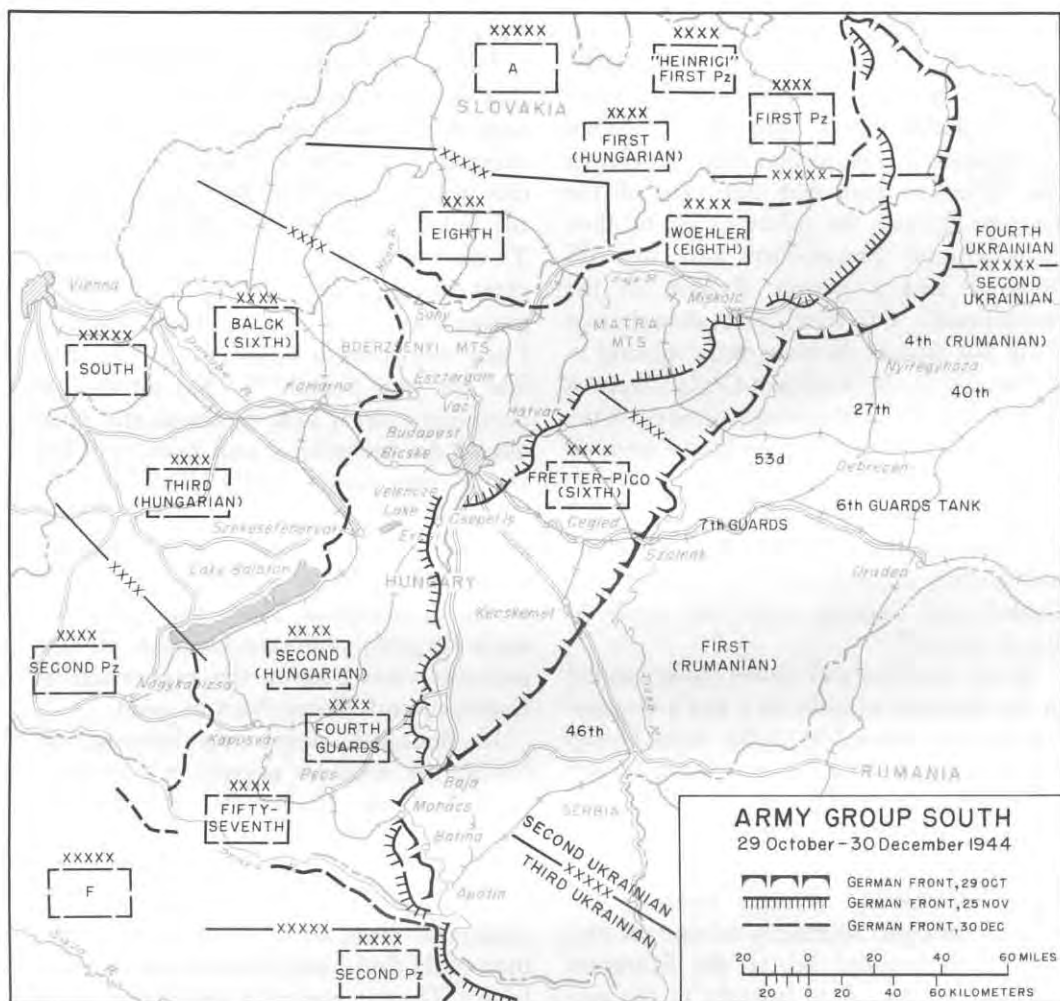 XXXXX
A
XXXX
"HEINRICI"
FIRST Pz
XXXX
FIRST Pz
SLOVAKIA
XXXX
FIRST
(HUNGARIAN)
XXXXX
XXXXX
XXXX
XXXX
EIGHTH
XXXX
WOEHLER
(EIGHTH)
FOURTH
UKRAINIAN
XXXXX
SECOND
UKRAINIAN
Vienna
XXXX
BALCK
(SIXTH)
XXXXX
SOUTH
Danube R
Komarno
BOERZSENYI MTS
Esztergom
Vac
Miskolc
MATRA
MTS
Hatvan
4th (RUMANIAN)
Nyiregyhaza
40th
27th
XXXX
53d
Debrecen
6th GUARDS TANK
7th GUARDS
Budapest
Bicske
XXXX
FRETTER-PICO
(SIXTH)
XXXX
THIRD
(HUNGARIAN)
XXXX
Velencze
Lake
Csepel Is
Cegled
Szolnok
Szekesfehervar
Lake Balaton
HUNGARY
Kecskemet
Oradea
FIRST
(RUMANIAN)
XXXX
SECOND Pz
XXXX
SECOND
(HUNGARIAN)
Nagykanizsa
XXXX
FOURTH
GUARDS
Kaposvar
46th
Pecs
Baja
RUMANIA
XXXX
FIFTY-
SEVENTH
Mohacs
Batina
SERBIA
Apatin
SECOND UKRAINIAN
XXXXX
THIRD UKRAINIAN
XXXXX
F
XXXXX
XXXX
SECOND Pz
ARMY GROUP SOUTH
29 October – 30 December 1944
GERMAN FRONT, 29 OCT
GERMAN FRONT, 25 NOV
GERMAN FRONT, 30 DEC
20 0 20 40 60 MILES
20 0 20 40 60 KILOMETERS